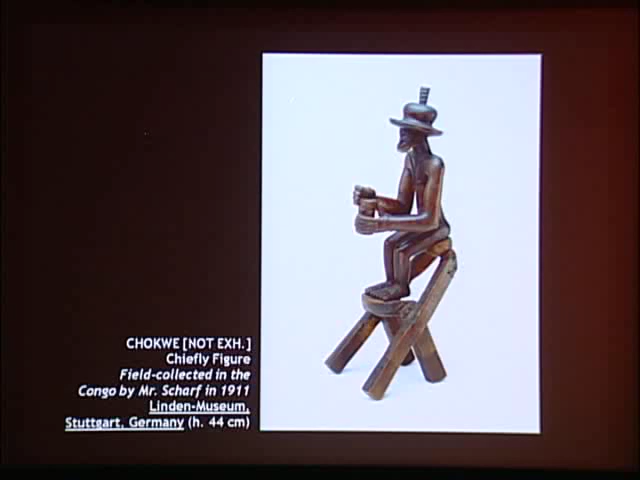 CHOKWE [NOT EXH.]
Chiefly Figure
Field-collected in the
Congo by Mr. Scharf in 1911
Linden-Museum,
Stuttgart, Germany (h. 44 cm)